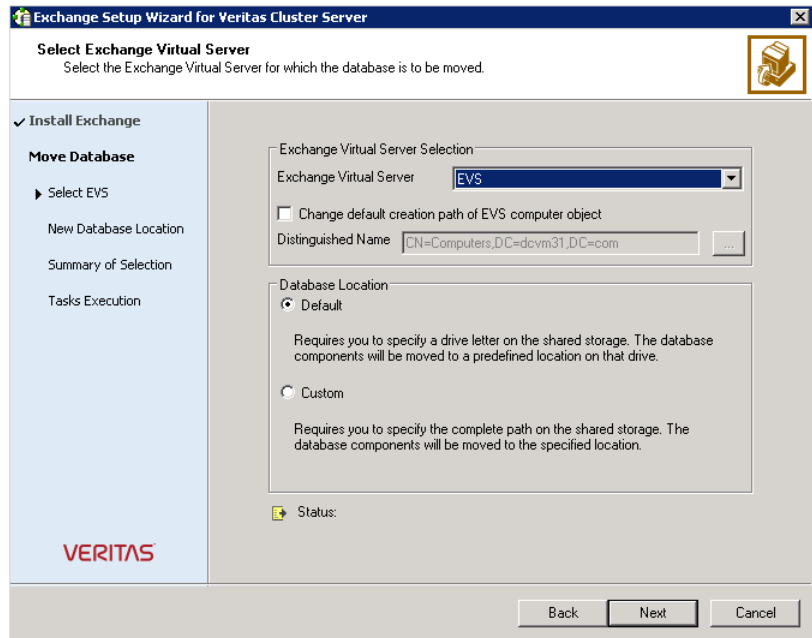 Exchange Setup Wizard for Veritas Cluster Server
Select Exchange Virtual Server
Select the Exchange Virtual Server for which the database is to be moved.
Install Exchange
Move Database
Select EVS
New Database Location
Summary of Selection
Tasks Execution
VERITAS
Exchange Virtual Server Selection
Exchange Virtual Server EVS
Change default creation path of EVS computer object
Distinguished Name CN=Computers,DC=dcvm31,DC=com ...
Database Location
Default
Requires you to specify a drive letter on the shared storage. The database
components will be moved to a predefined location on that drive.
Custom
Requires you to specify the complete path on the shared storage. The
database components will be moved to the specified location.
Status:
Back Next Cancel